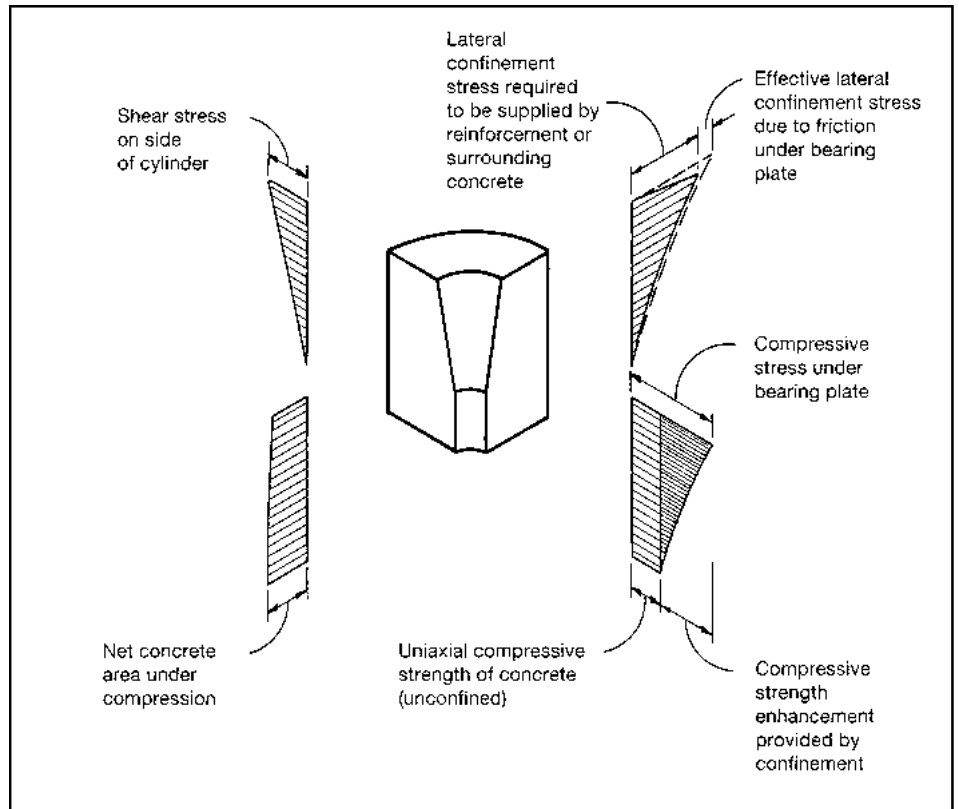 Lateral
confinement
stress required
to be supplied by
reinforcement or
surrounding
concrete
Effective lateral
confinement stress
due to friction
under bearing
plate
Shear stress
on side
of cylinder
Compressive
stress under
bearing plate
Net concrete
area under
compression
Uniaxial compressive
strength of concrete
(unconfined)
Compressive
strength
enhancement
provided by
confinement